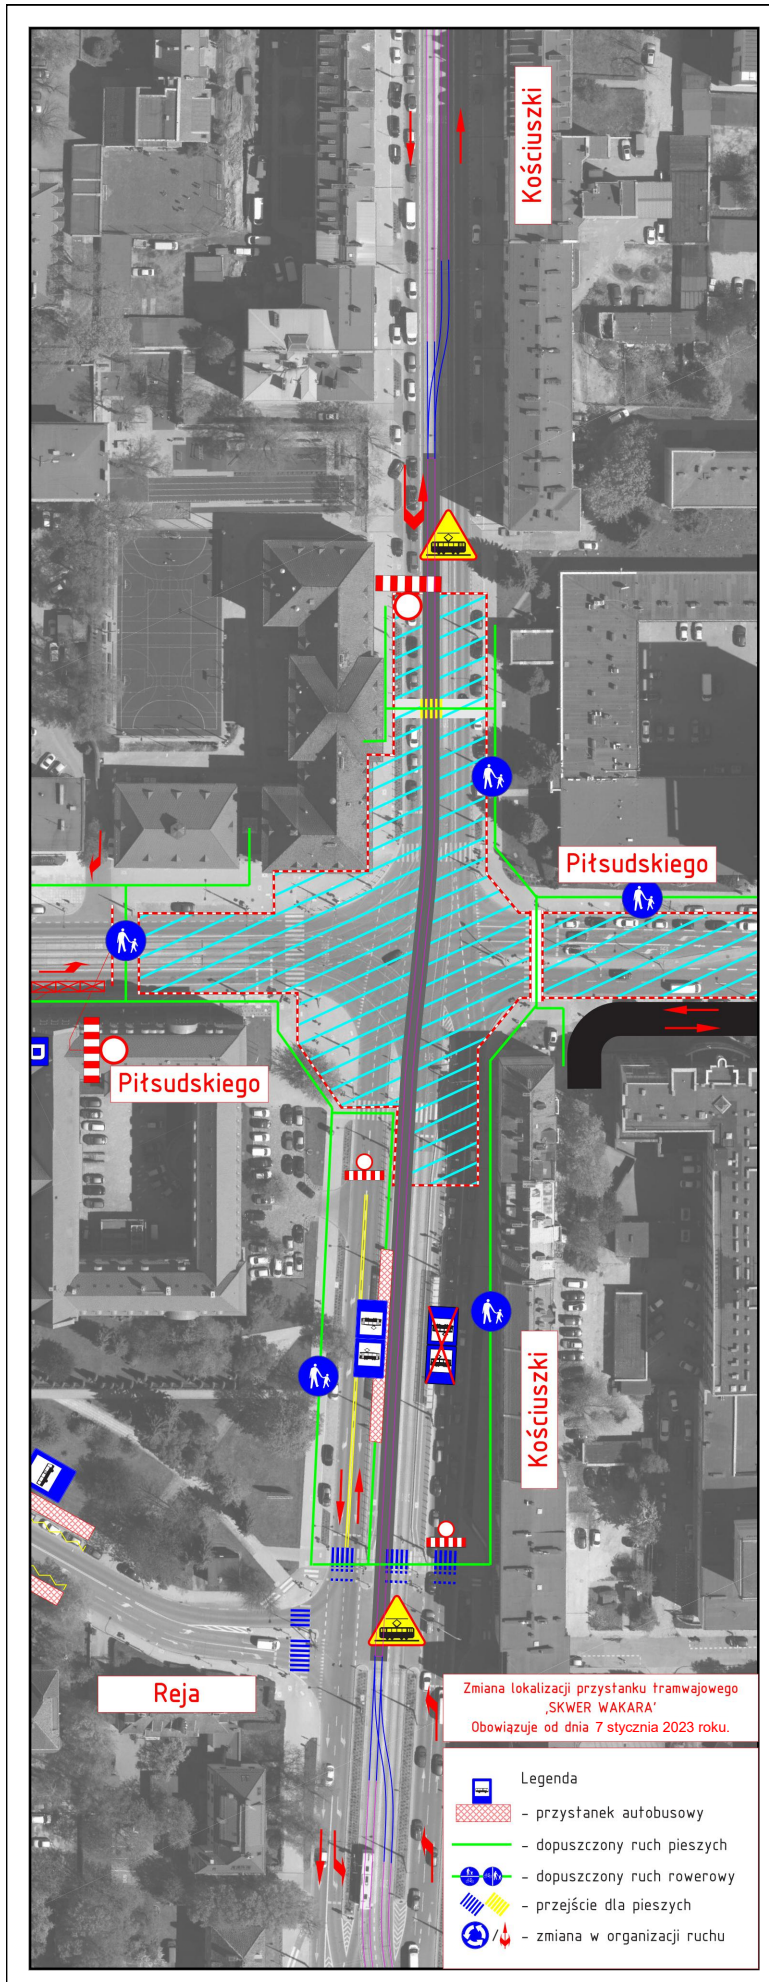 Kościuszki
Piłsudskiego
Piłsudskiego
Kościuszki
Reja
Zmiana lokalizacji przystanku tramwajowego
‚SKWER WAKARA'
Obowiązuje od dnia 7 stycznia 2023 roku.
Legenda
- przystanek autobusowy
- dopuszczony ruch pieszych
- dopuszczony ruch rowerowy
- przejście dla pieszych
/ - zmiana w organizacji ruchu